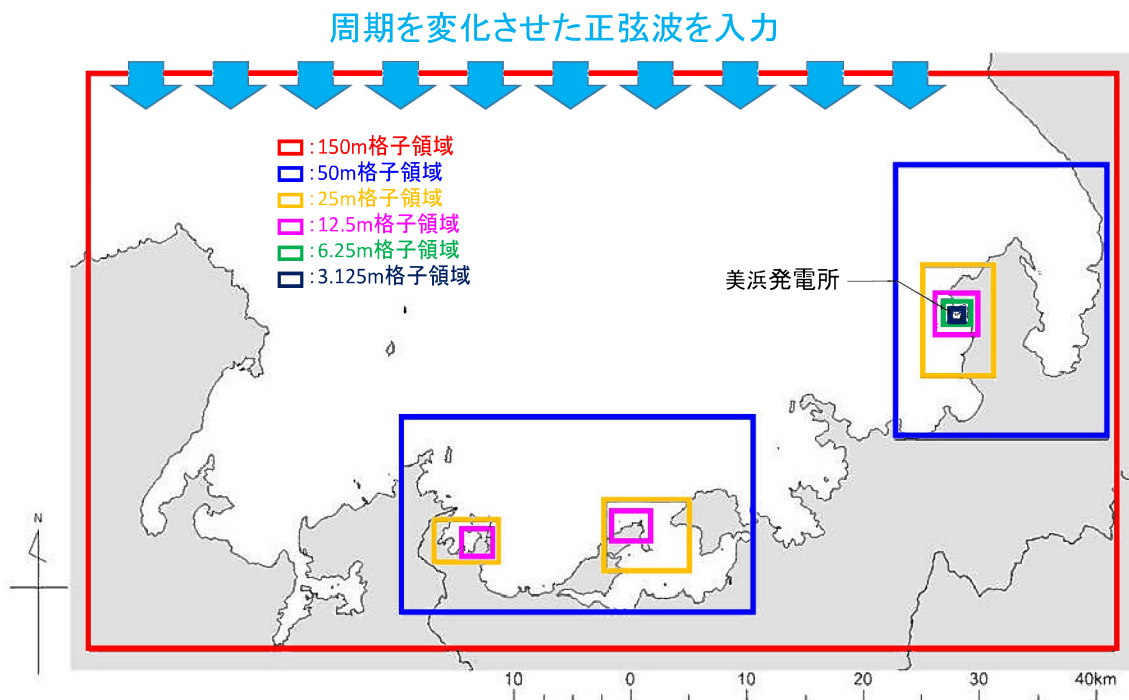 周期を変化させた正弦波を入力
:150m格子領域
:50m格子領域
:25m格子領域
:12.5m格子領域
:6.25m格子領域
:3.125m格子領域
美浜発電所
N
10 0 10 20 30 40km